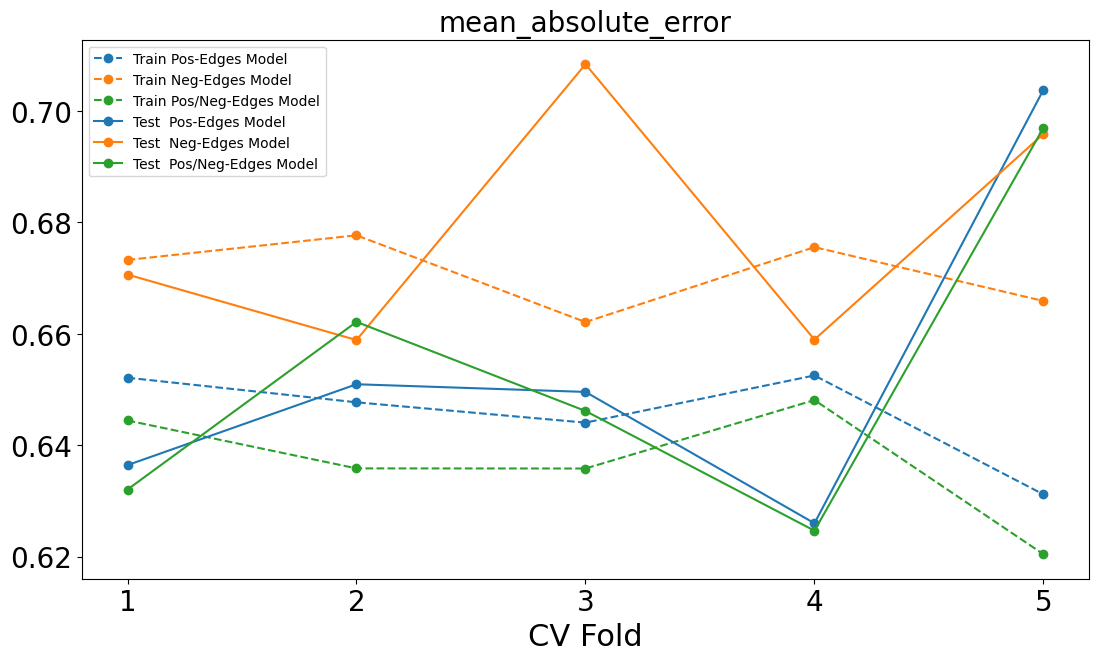 mean_absolute_error
Train Pos-Edges Model
Train Neg-Edges Model
Train Pos/Neg-Edges Model
Test  Pos-Edges Model
Test  Neg-Edges Model
Test  Pos/Neg-Edges Model
0.70
0.68
0.66
0.64
0.62
1 2 3 4 5
CV Fold